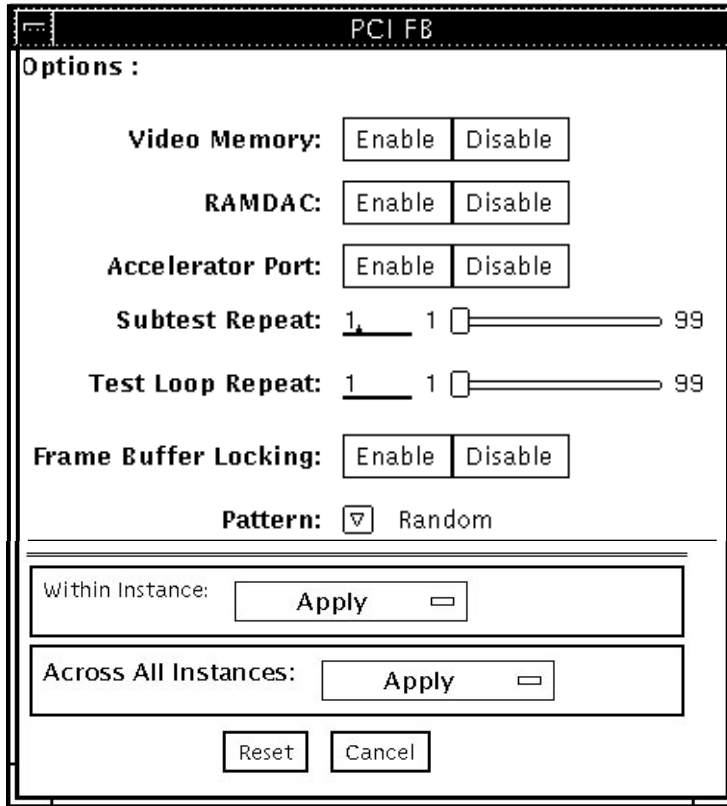 PCI FB
Options :
Video Memory: Enable Disable
RAMDAC: Enable Disable
Accelerator Port: Enable Disable
Subtest Repeat: 1 1 99
Test Loop Repeat: 1 1 99
Frame Buffer Locking: Enable Disable
Pattern: Random
Within Instance: Apply
Across All Instances: Apply
Reset Cancel